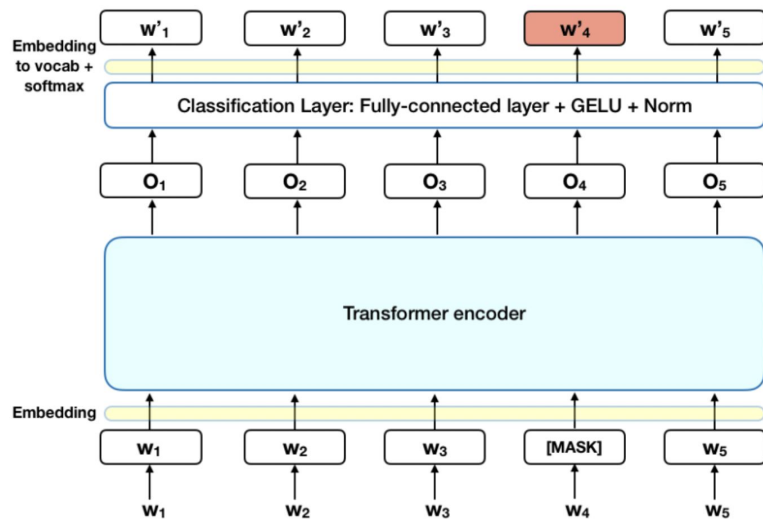 w'₁ w'₂ w'₃ w'₄ w'₅
Embedding
to vocab +
softmax
Classification Layer: Fully-connected layer + GELU + Norm
O₁ O₂ O₃ O₄ O₅
Transformer encoder
Embedding
w₁ w₂ w₃ [MASK] w₅
w₁ w₂ w₃ w₄ w₅